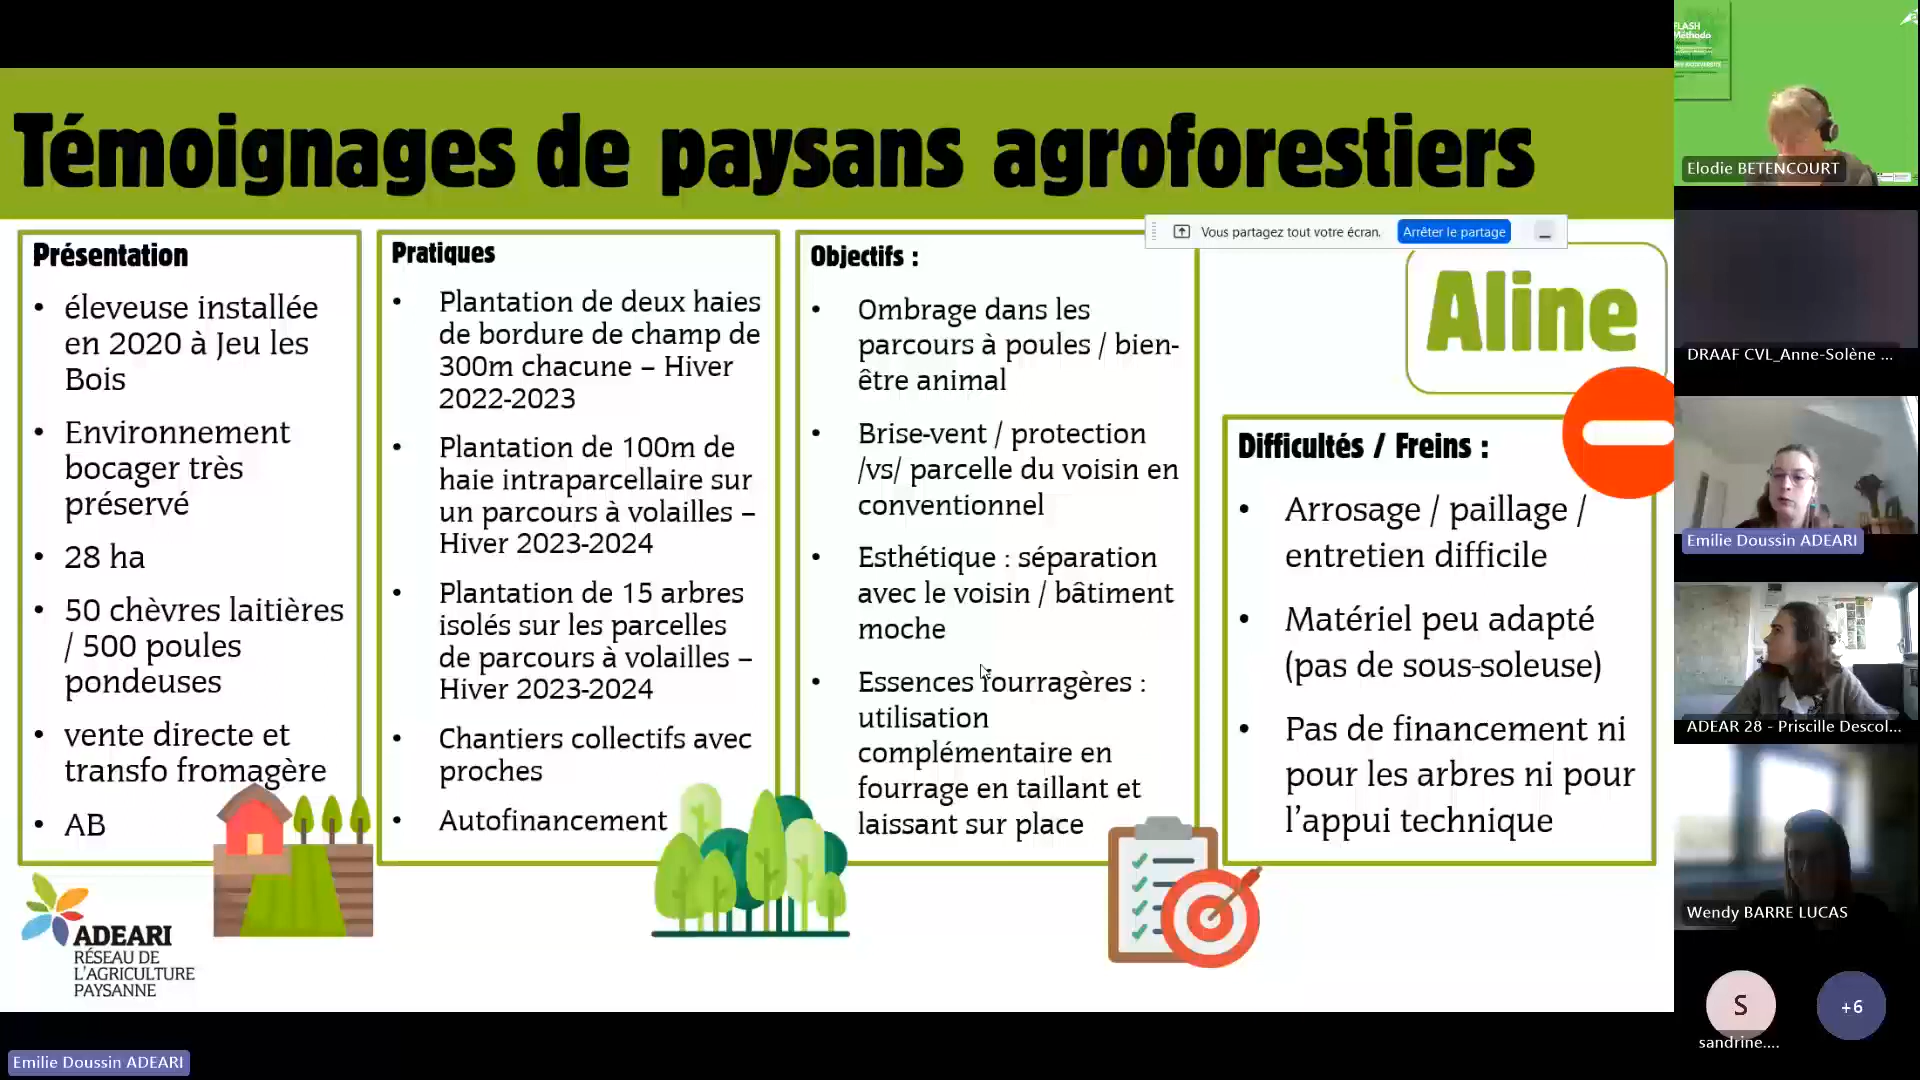 Témoignages de paysans agroforestiers
Vous partagez tout votre écran.
Arrêter le partage
Présentation
• éleveuse installée
en 2020 à Jeu les
Bois
• Environnement
bocager très
préservé
• 28 ha
• 50 chèvres laitières
/ 500 poules
pondeuses
• vente directe et
transfo fromagère
• AB
Pratiques
• Plantation de deux haies
de bordure de champ de
300m chacune – Hiver
2022-2023
• Plantation de 100m de
haie intraparcellaire sur
un parcours à volailles –
Hiver 2023-2024
• Plantation de 15 arbres
isolés sur les parcelles
de parcours à volailles –
Hiver 2023-2024
• Chantiers collectifs avec
proches
• Autofinancement
Objectifs :
• Ombrage dans les
parcours à poules / bien-
être animal
• Brise-vent / protection
/vs/ parcelle du voisin en
conventionnel
• Esthétique : séparation
avec le voisin / bâtiment
moche
• Essences fourragères :
utilisation
complémentaire en
fourrage en taillant et
laissant sur place
Aline
Difficultés / Freins :
• Arrosage / paillage /
entretien difficile
• Matériel peu adapté
(pas de sous-soleuse)
• Pas de financement ni
pour les arbres ni pour
l'appui technique
ADEARI
RÉSEAU DE
L'AGRICULTURE
PAYSANNE
Emilie Doussin ADEARI
FLASH
Méthodo
Elodie BETENCOURT
DRAAF CVL_Anne-Solène ...
Emilie Doussin ADEARI
ADEAR 28 - Priscille Descol...
Wendy BARRE LUCAS
S
sandrine....
+6